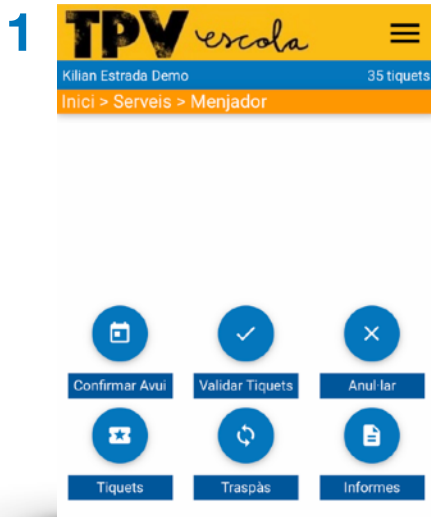 1
TPV escola
Kilian Estrada Demo 35 tiquets
Inici > Serveis > Menjador
Confirmar Avui Validar Tiquets Anul·lar
Tiquets Traspàs Informes